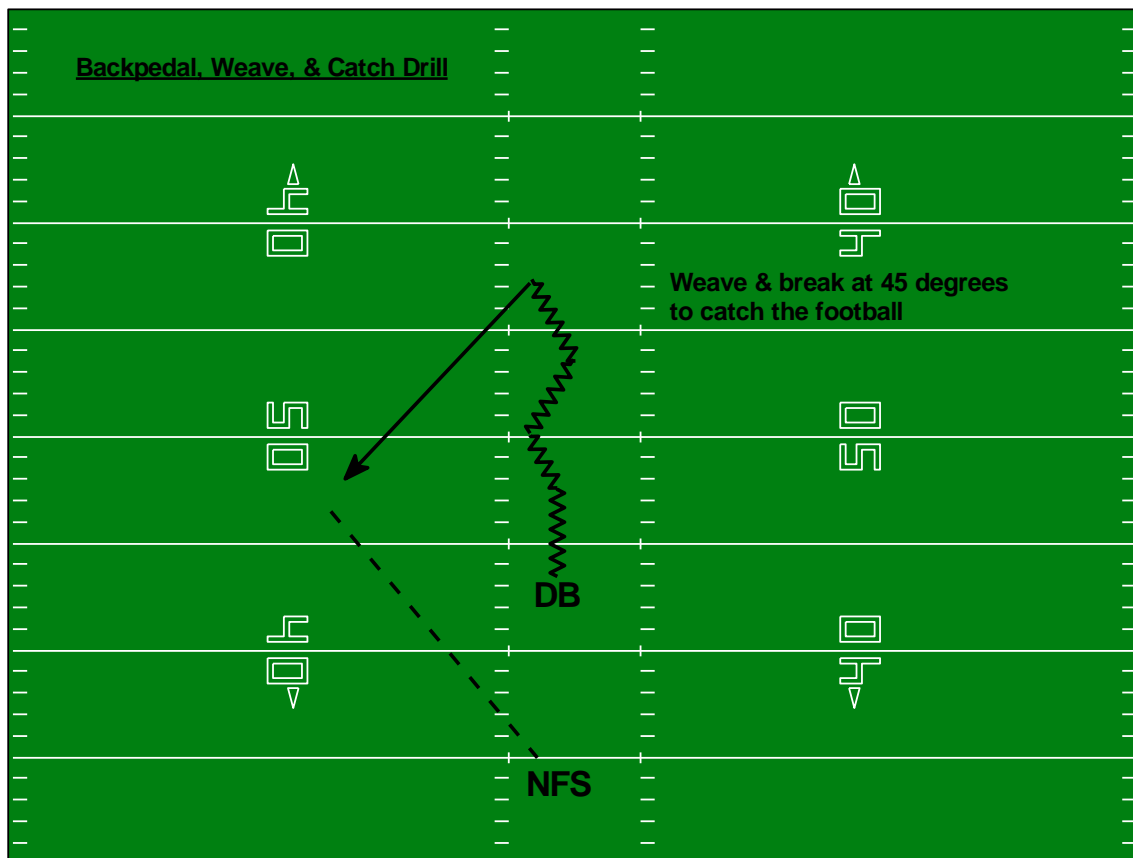 Backpedal, Weave, & Catch Drill
40
40
Weave & break at 45 degrees
to catch the football
50
50
DB
40
40
NFS